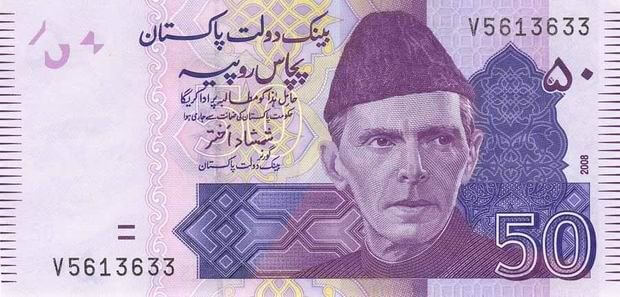 بینک دولت پاکستان
V5613633
پچاس روپیہ
۵۰
حامل ہٰذا کو مطالبہ پر ادا کریگا
حکومت پاکستان کی ضمانت سے جاری ہوا
شمشاد اختر
گورنر
بینک دولت پاکستان
2008
V5613633
50